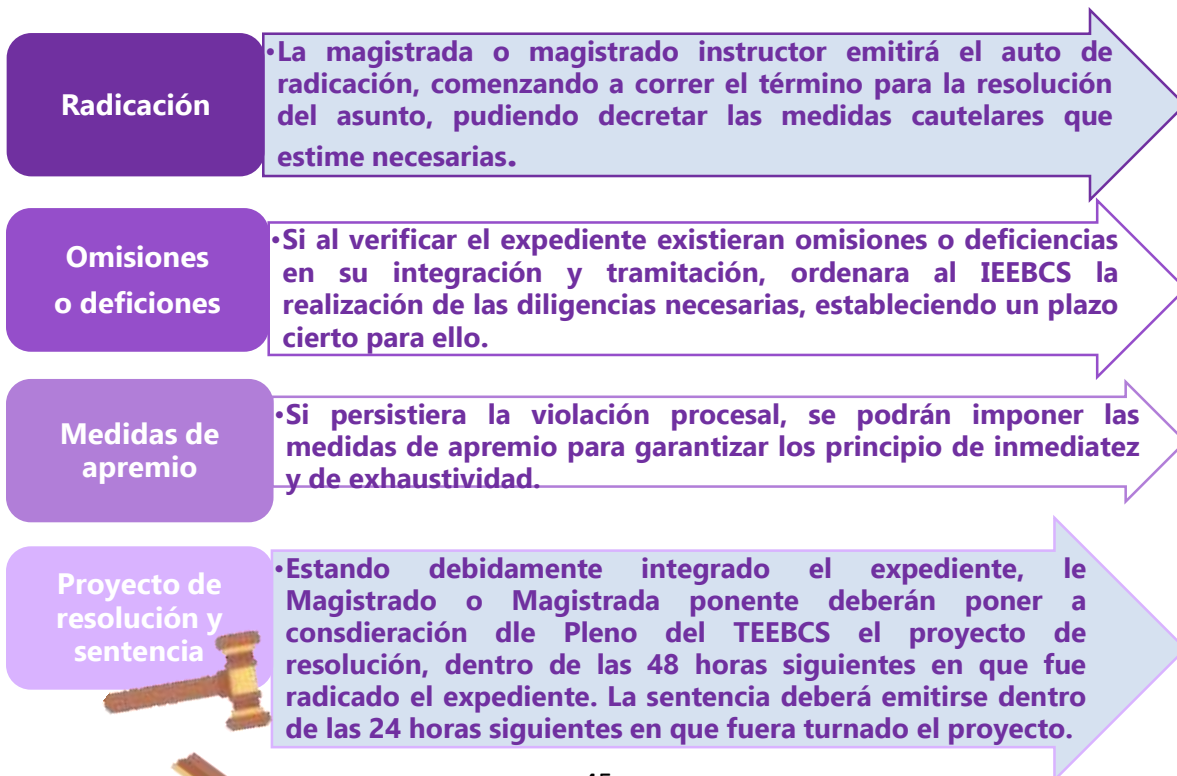 Radicación
•La magistrada o magistrado instructor emitirá el auto de
radicación, comenzando a correr el término para la resolución
del asunto, pudiendo decretar las medidas cautelares que
estime necesarias.
Omisiones
o deficiones
•Si al verificar el expediente existieran omisiones o deficiencias
en su integración y tramitación, ordenara al IEEBCS la
realización de las diligencias necesarias, estableciendo un plazo
cierto para ello.
Medidas de
apremio
•Si persistiera la violación procesal, se podrán imponer las
medidas de apremio para garantizar los principio de inmediatez
y de exhaustividad.
Proyecto de
resolución y
sentencia
•Estando debidamente integrado el expediente, le
Magistrado o Magistrada ponente deberán poner a
consdieración dle Pleno del TEEBCS el proyecto de
resolución, dentro de las 48 horas siguientes en que fue
radicado el expediente. La sentencia deberá emitirse dentro
de las 24 horas siguientes en que fuera turnado el proyecto.